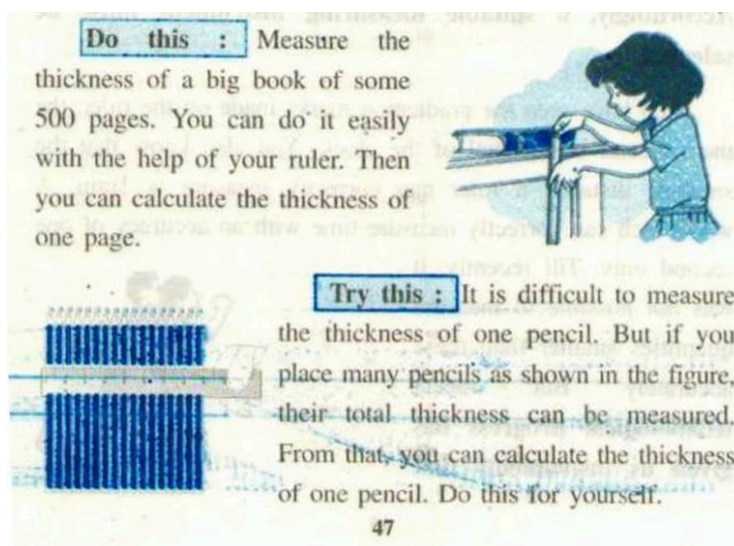 Do this : Measure the
thickness of a big book of some
500 pages. You can do it easily
with the help of your ruler. Then
you can calculate the thickness of
one page.
Try this : It is difficult to measure
the thickness of one pencil. But if you
place many pencils as shown in the figure,
their total thickness can be measured.
From that, you can calculate the thickness
of one pencil. Do this for yourself.
47